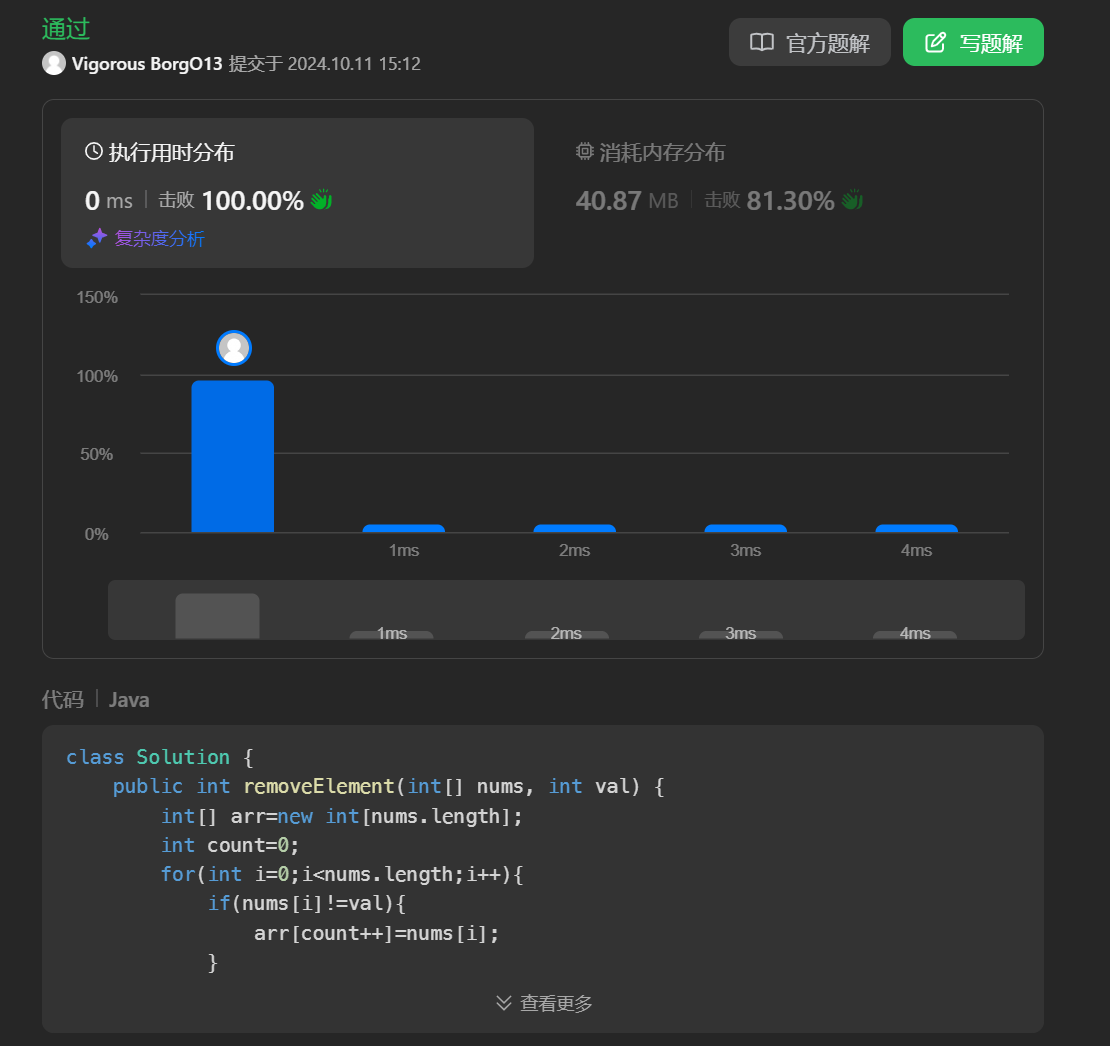 通过
官方题解
写题解
Vigorous BorgO13 提交于 2024.10.11 15:12
执行用时分布
消耗内存分布
0 ms 击败 100.00%
40.87 MB 击败 81.30%
复杂度分析
150%
100%
50%
0%
1ms 2ms 3ms 4ms
1ms 2ms 3ms 4ms
代码 Java
class Solution {
    public int removeElement(int[] nums, int val) {
        int[] arr=new int[nums.length];
        int count=0;
        for(int i=0;i<nums.length;i++){
            if(nums[i]!=val){
                arr[count++]=nums[i];
            }
查看更多